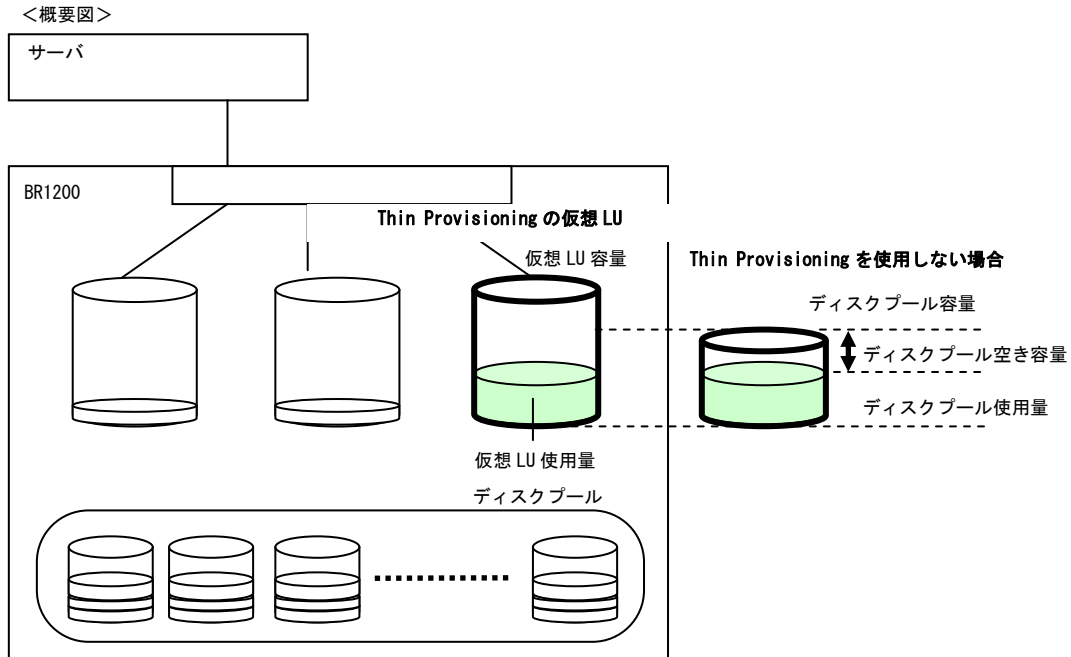 ＜概要図＞
サーバ
BR1200
Thin Provisioning の仮想 LU
仮想 LU 容量
Thin Provisioning を使用しない場合
ディスクプール容量
ディスクプール空き容量
ディスクプール使用量
仮想 LU 使用量
ディスクプール